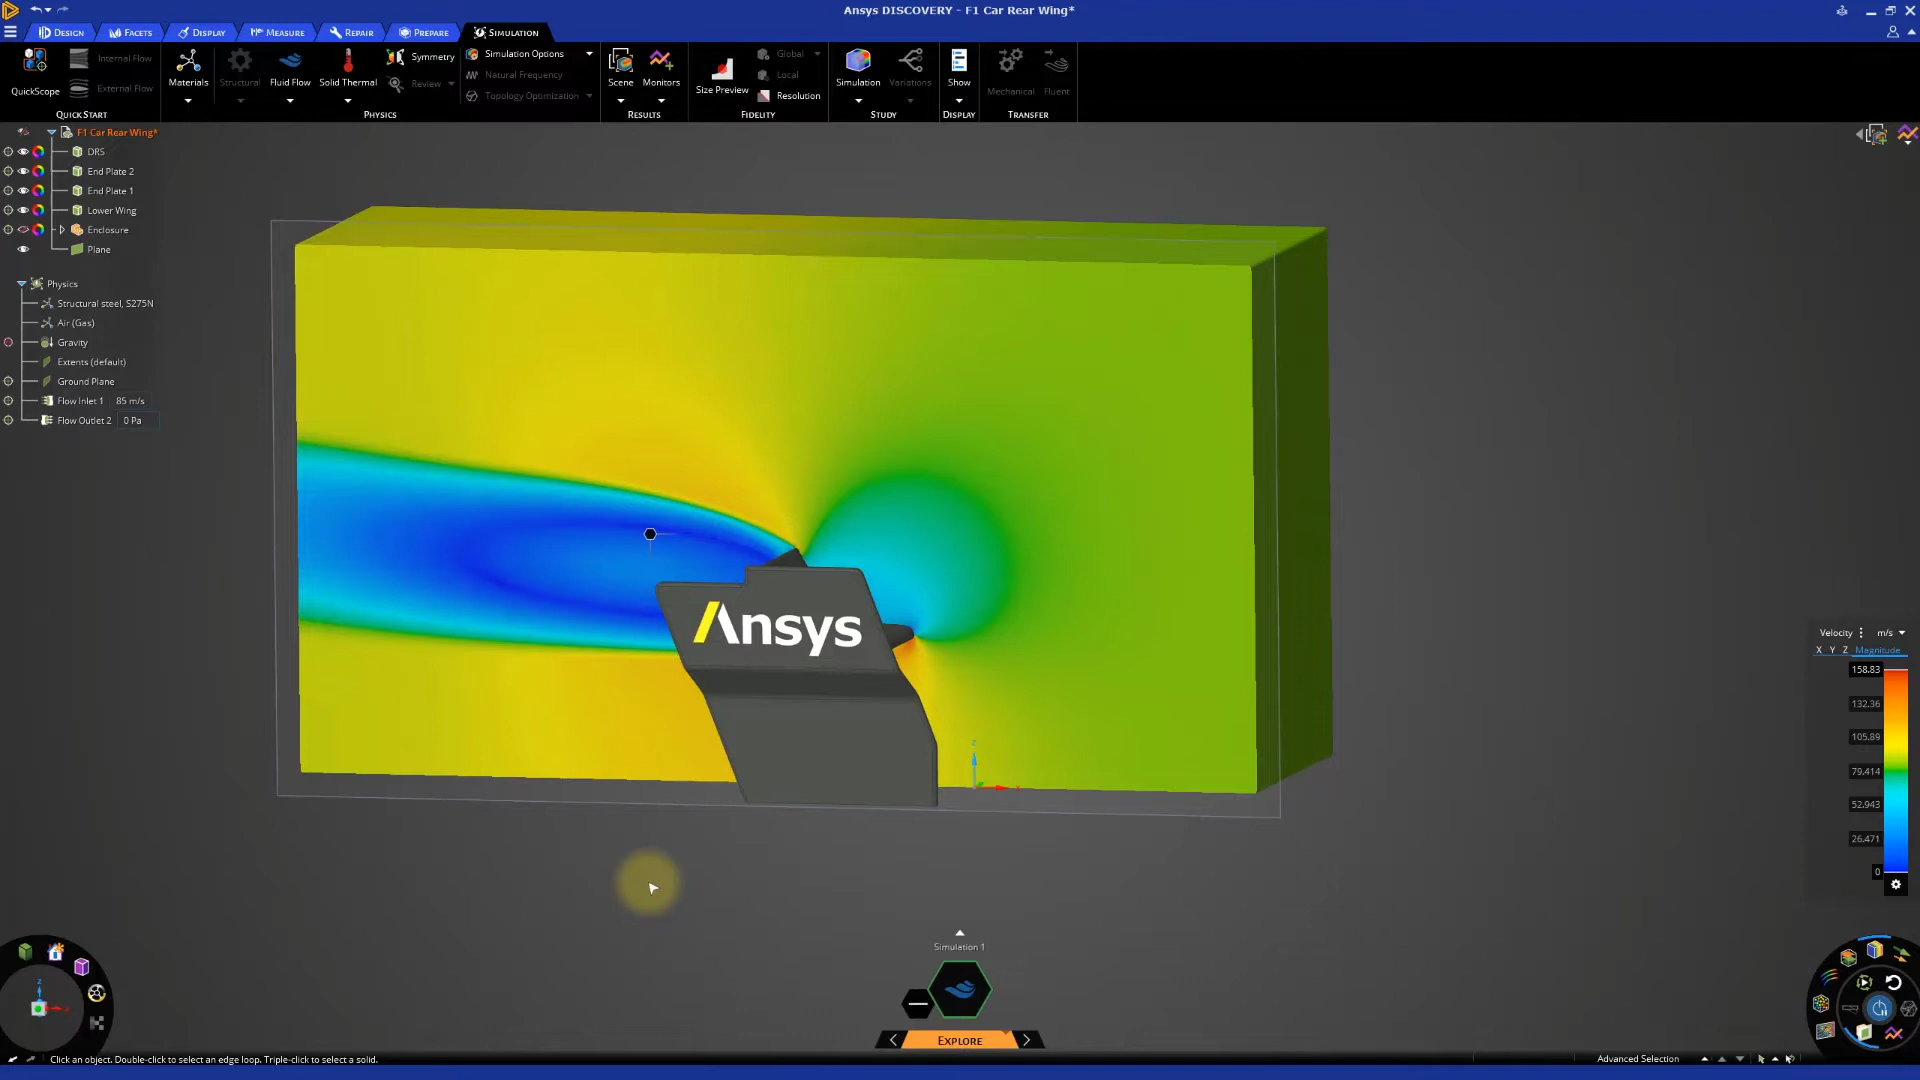 Ansys DISCOVERY - F1 Car Rear Wing*
DESIGN FACETS DISPLAY MEASURE REPAIR PREPARE SIMULATION
QuickScope
Internal Flow
External Flow
QUICK START
Materials
Structural
Fluid Flow
Solid Thermal
Symmetry
Review
Simulation Options
Natural Frequency
Topology Optimization
PHYSICS
Scene
Monitors
RESULTS
Size Preview
Global
Local
Resolution
FIDELITY
Simulation
Variations
STUDY
Show
DISPLAY
Mechanical
Fluent
TRANSFER
F1 Car Rear Wing*
DRS
End Plate 2
End Plate 1
Lower Wing
Enclosure
Plane
Physics
Structural steel, S275N
Air (Gas)
Gravity
Extents (default)
Ground Plane
Flow Inlet 1 85 m/s
Flow Outlet 2 0 Pa
Ansys
Z
X
Velocity m/s
X Y Z Magnitude
158.83
132.36
105.89
79.414
52.943
26.471
0
Simulation 1
EXPLORE
Z
Click an object. Double-click to select an edge loop. Triple-click to select a solid.
Advanced Selection